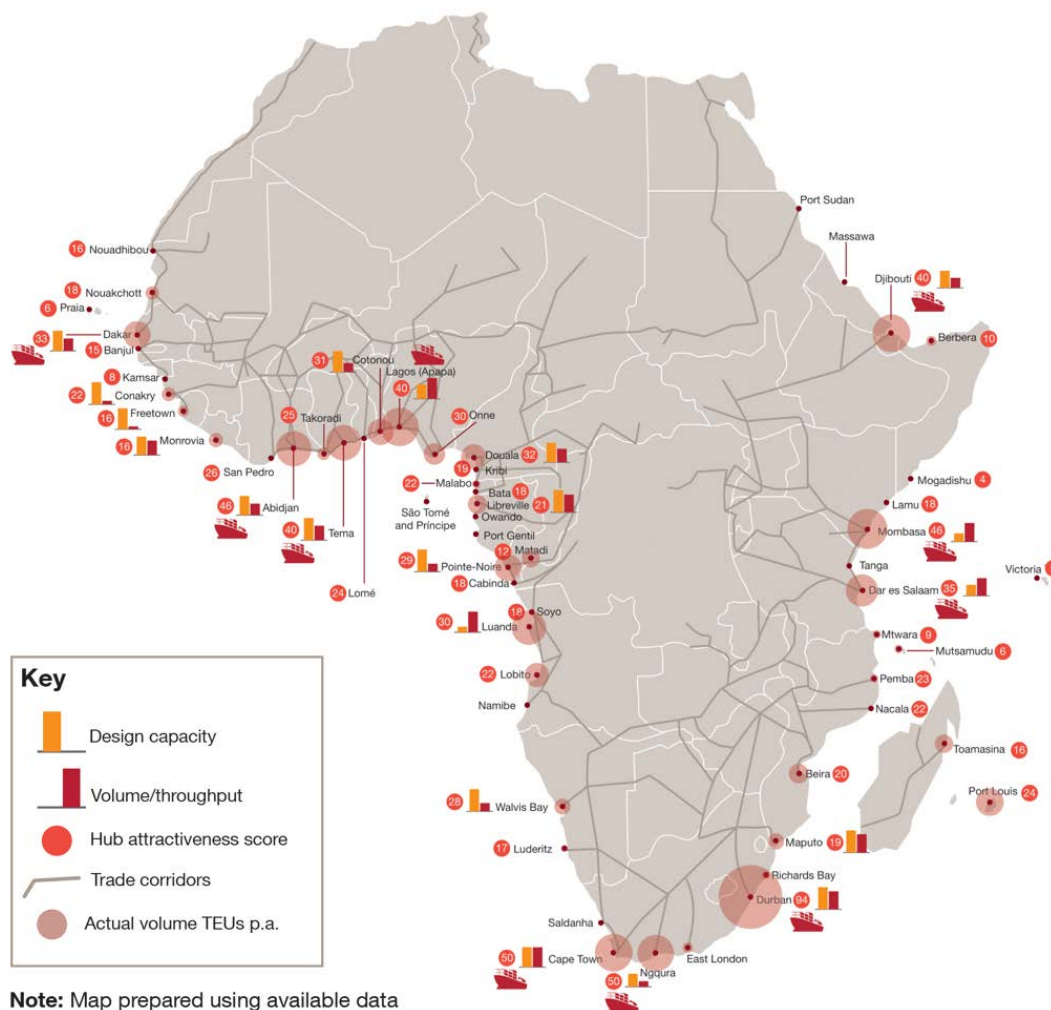 Port Sudan
Massawa
Djibouti 40
Berbera 10
16 Nouadhibou
18 Nouakchott
6 Praia
33 Dakar
15 Banjul
8 Kamsar
22 Conakry
16 Freetown
16 Monrovia
26 San Pedro
46 Abidjan
25 Takoradi
40 Tema
24 Lomé
31 Cotonou
Lagos (Apapa)
40
30 Onne
Douala 32
19 Kribi
22 Malabo
Bata 18
Libreville 21
São Tomé
and Príncipe
Owando
Port Gentil
12 Matadi
29 Pointe-Noire
18 Cabinda
18 Soyo
30 Luanda
22 Lobito
Namibe
28 Walvis Bay
17 Luderitz
Saldanha
50 Cape Town
Ngqura
50
East London
Durban 94
Richards Bay
Maputo 19
Beira 20
Port Louis 24
Toamasina 16
Nacala 22
Pemba 23
Mutsamudu 6
Mtwara 9
Dar es Salaam 35
Tanga
Victoria
Mombasa 46
Lamu 18
Mogadishu 4
Key
Design capacity
Volume/throughput
Hub attractiveness score
Trade corridors
Actual volume TEUs p.a.
Note: Map prepared using available data